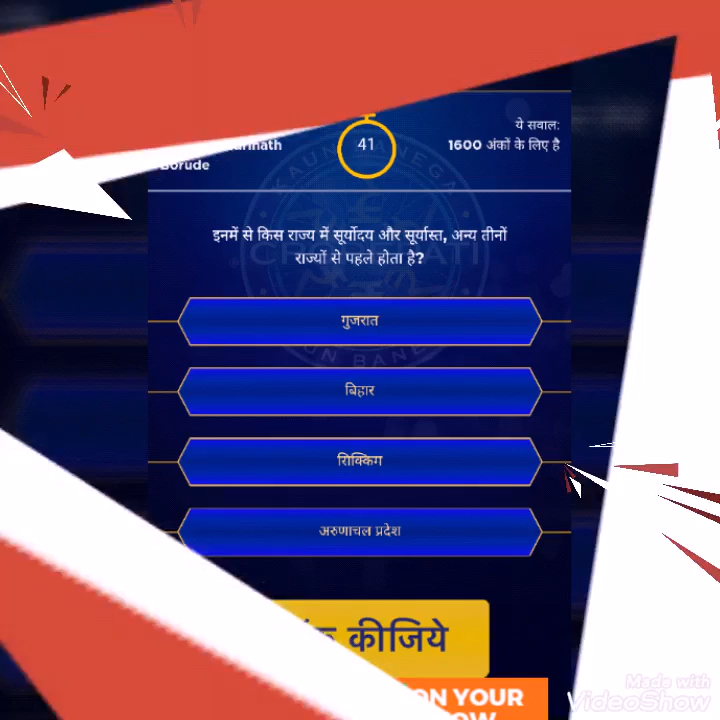 41
ये सवाल:
1600 अंकों के लिए है
Borude
इनमें से किस राज्य में सूर्योदय और सूर्यास्त, अन्य तीनों
राज्यों से पहले होता है?
गुजरात
बिहार
सिक्किम
अरुणाचल प्रदेश
कीजिये
ON YOUR
Made with
VideoShow